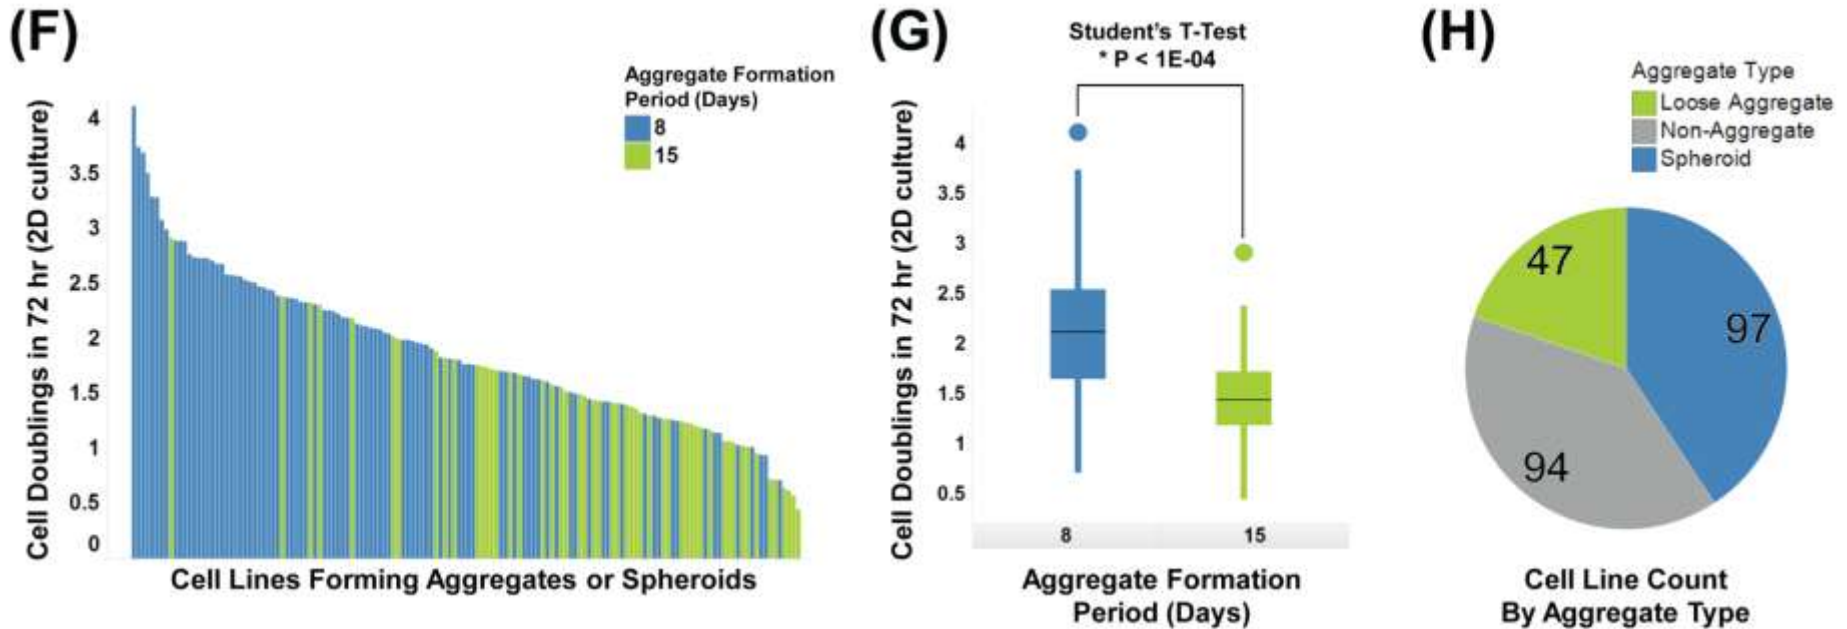 (F)
Aggregate Formation
Period (Days)
8
15
Cell Doublings in 72 hr (2D culture)
4
3.5
3
2.5
2
1.5
1
0.5
0
Cell Lines Forming Aggregates or Spheroids
(G)
Student's T-Test
* P < 1E-04
Cell Doublings in 72 hr (2D culture)
4
3.5
3
2.5
2
1.5
1
0.5
8
15
Aggregate Formation
Period (Days)
(H)
Aggregate Type
Loose Aggregate
Non-Aggregate
Spheroid
47
97
94
Cell Line Count
By Aggregate Type